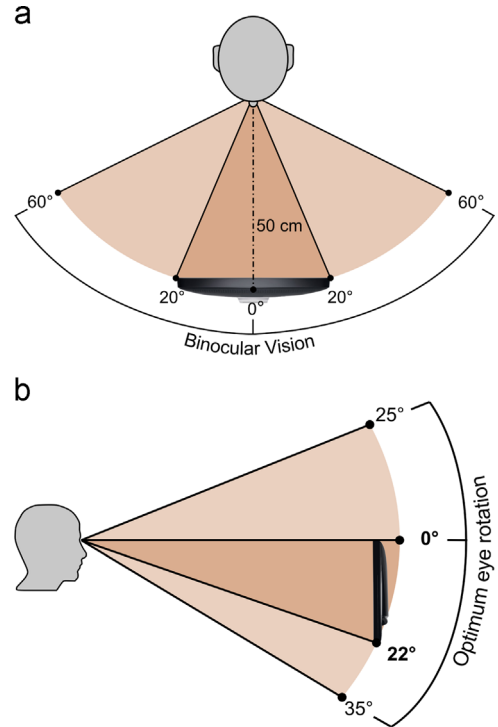 a
60°
60°
50 cm
20°
20°
0°
Binocular Vision
b
25°
0°
Optimum eye rotation
22°
35°